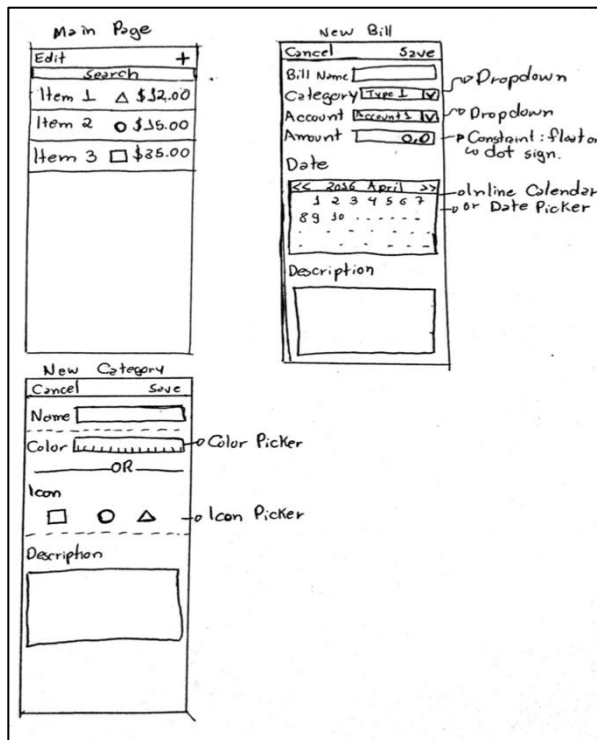 Main Page
Edit +
Search
Item 1 $12.00
Item 2 $15.00
Item 3 $35.00
New Bill
Cancel Save
Bill Name
Category Type 1 V Dropdown
Account Account 1 V Dropdown
Amount 0,0 Constraint: float on
dot sign.
Date
<< 2016 April >> Inline Calendar
1 2 3 4 5 6 7 or Date Picker
8 9 10
Description
New Category
Cancel Save
Name
Color Color Picker
OR
Icon
Icon Picker
Description